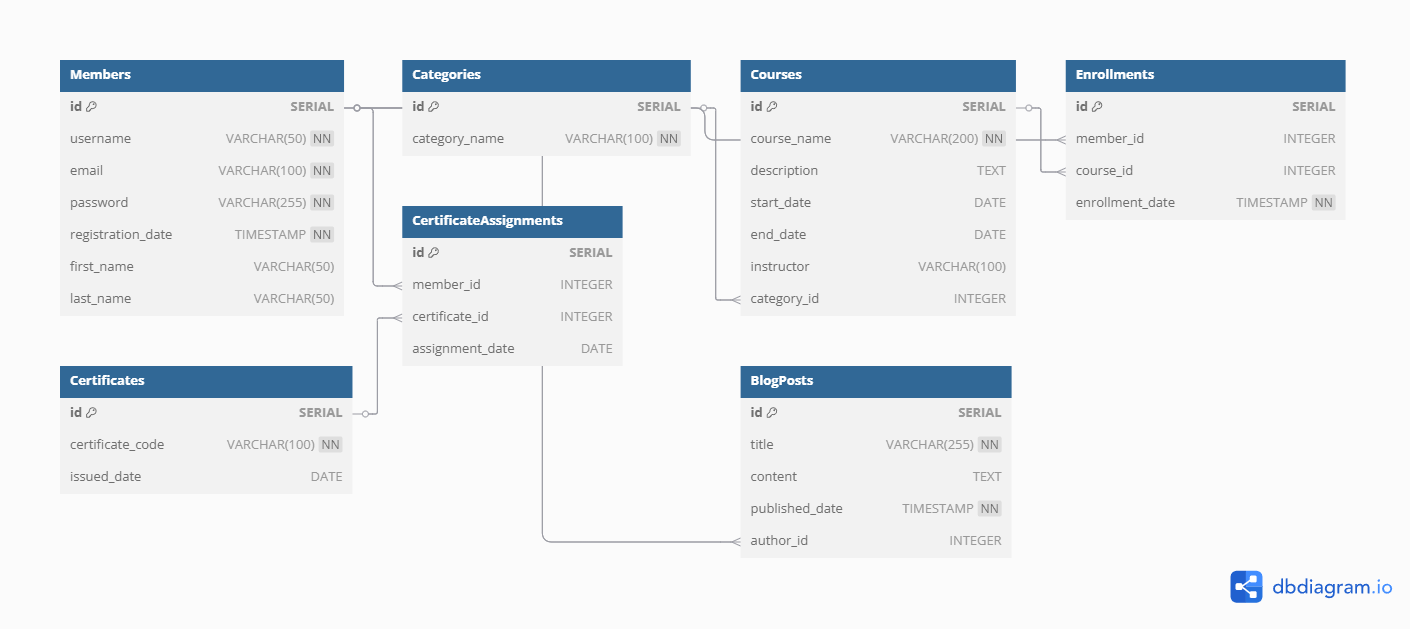 Members
id SERIAL
username VARCHAR(50) NN
email VARCHAR(100) NN
password VARCHAR(255) NN
registration_date TIMESTAMP NN
first_name VARCHAR(50)
last_name VARCHAR(50)
Categories
id SERIAL
category_name VARCHAR(100) NN
Courses
id SERIAL
course_name VARCHAR(200) NN
description TEXT
start_date DATE
end_date DATE
instructor VARCHAR(100)
category_id INTEGER
Enrollments
id SERIAL
member_id INTEGER
course_id INTEGER
enrollment_date TIMESTAMP NN
CertificateAssignments
id SERIAL
member_id INTEGER
certificate_id INTEGER
assignment_date DATE
Certificates
id SERIAL
certificate_code VARCHAR(100) NN
issued_date DATE
BlogPosts
id SERIAL
title VARCHAR(255) NN
content TEXT
published_date TIMESTAMP NN
author_id INTEGER
dbdiagram.io